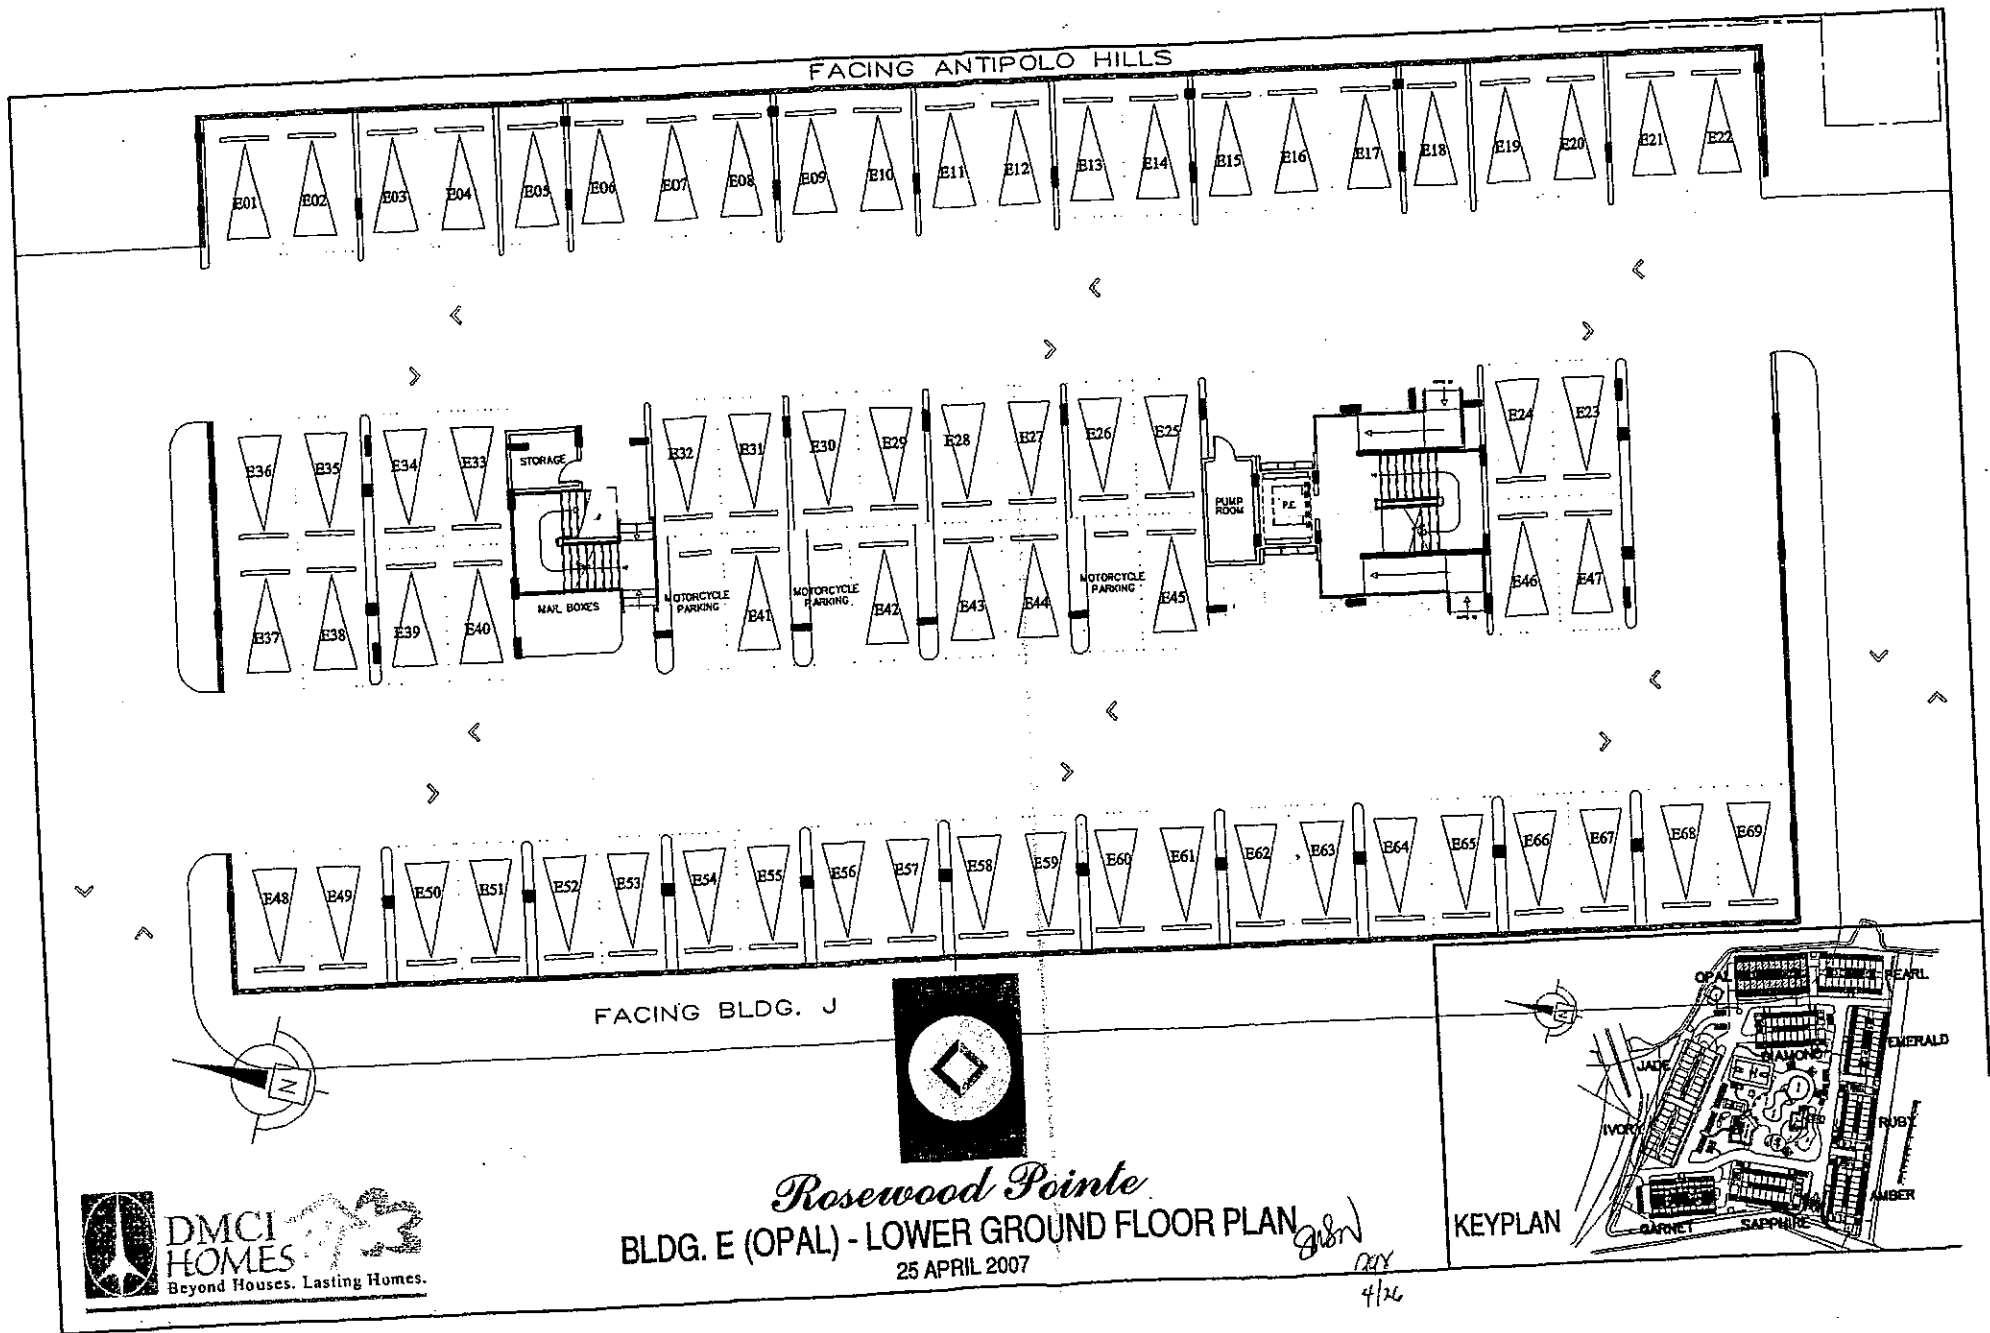 FACING ANTIPOLO HILLS
E01 E02 E03 E04 E05 E06 E07 E08 E09 E10 E11 E12 E13 E14 E15 E16 E17 E18 E19 E20 E21 E22
E36 E35 E34 E33 STORAGE E32 E31 E30 E29 E28 E27 E26 E25 E24 E23
PUMP
ROOM
P.E.
E37 E38 E39 E40 MAIL BOXES
MOTORCYCLE
PARKING
E41
MOTORCYCLE
PARKING
E42 E43 E44
MOTORCYCLE
PARKING
E45 E46 E47
E48 E49 E50 E51 E52 E53 E54 E55 E56 E57 E58 E59 E60 E61 E62 E63 E64 E65 E66 E67 E68 E69
FACING BLDG. J
N
DMCI
HOMES
Beyond Houses. Lasting Homes.
Rosewood Pointe
BLDG. E (OPAL) - LOWER GROUND FLOOR PLAN
25 APRIL 2007
4/26
KEYPLAN
N
OPAL
PEARL
DIAMOND
EMERALD
JADE
IVORY
RUBY
AMBER
GARNET
SAPPHIRE